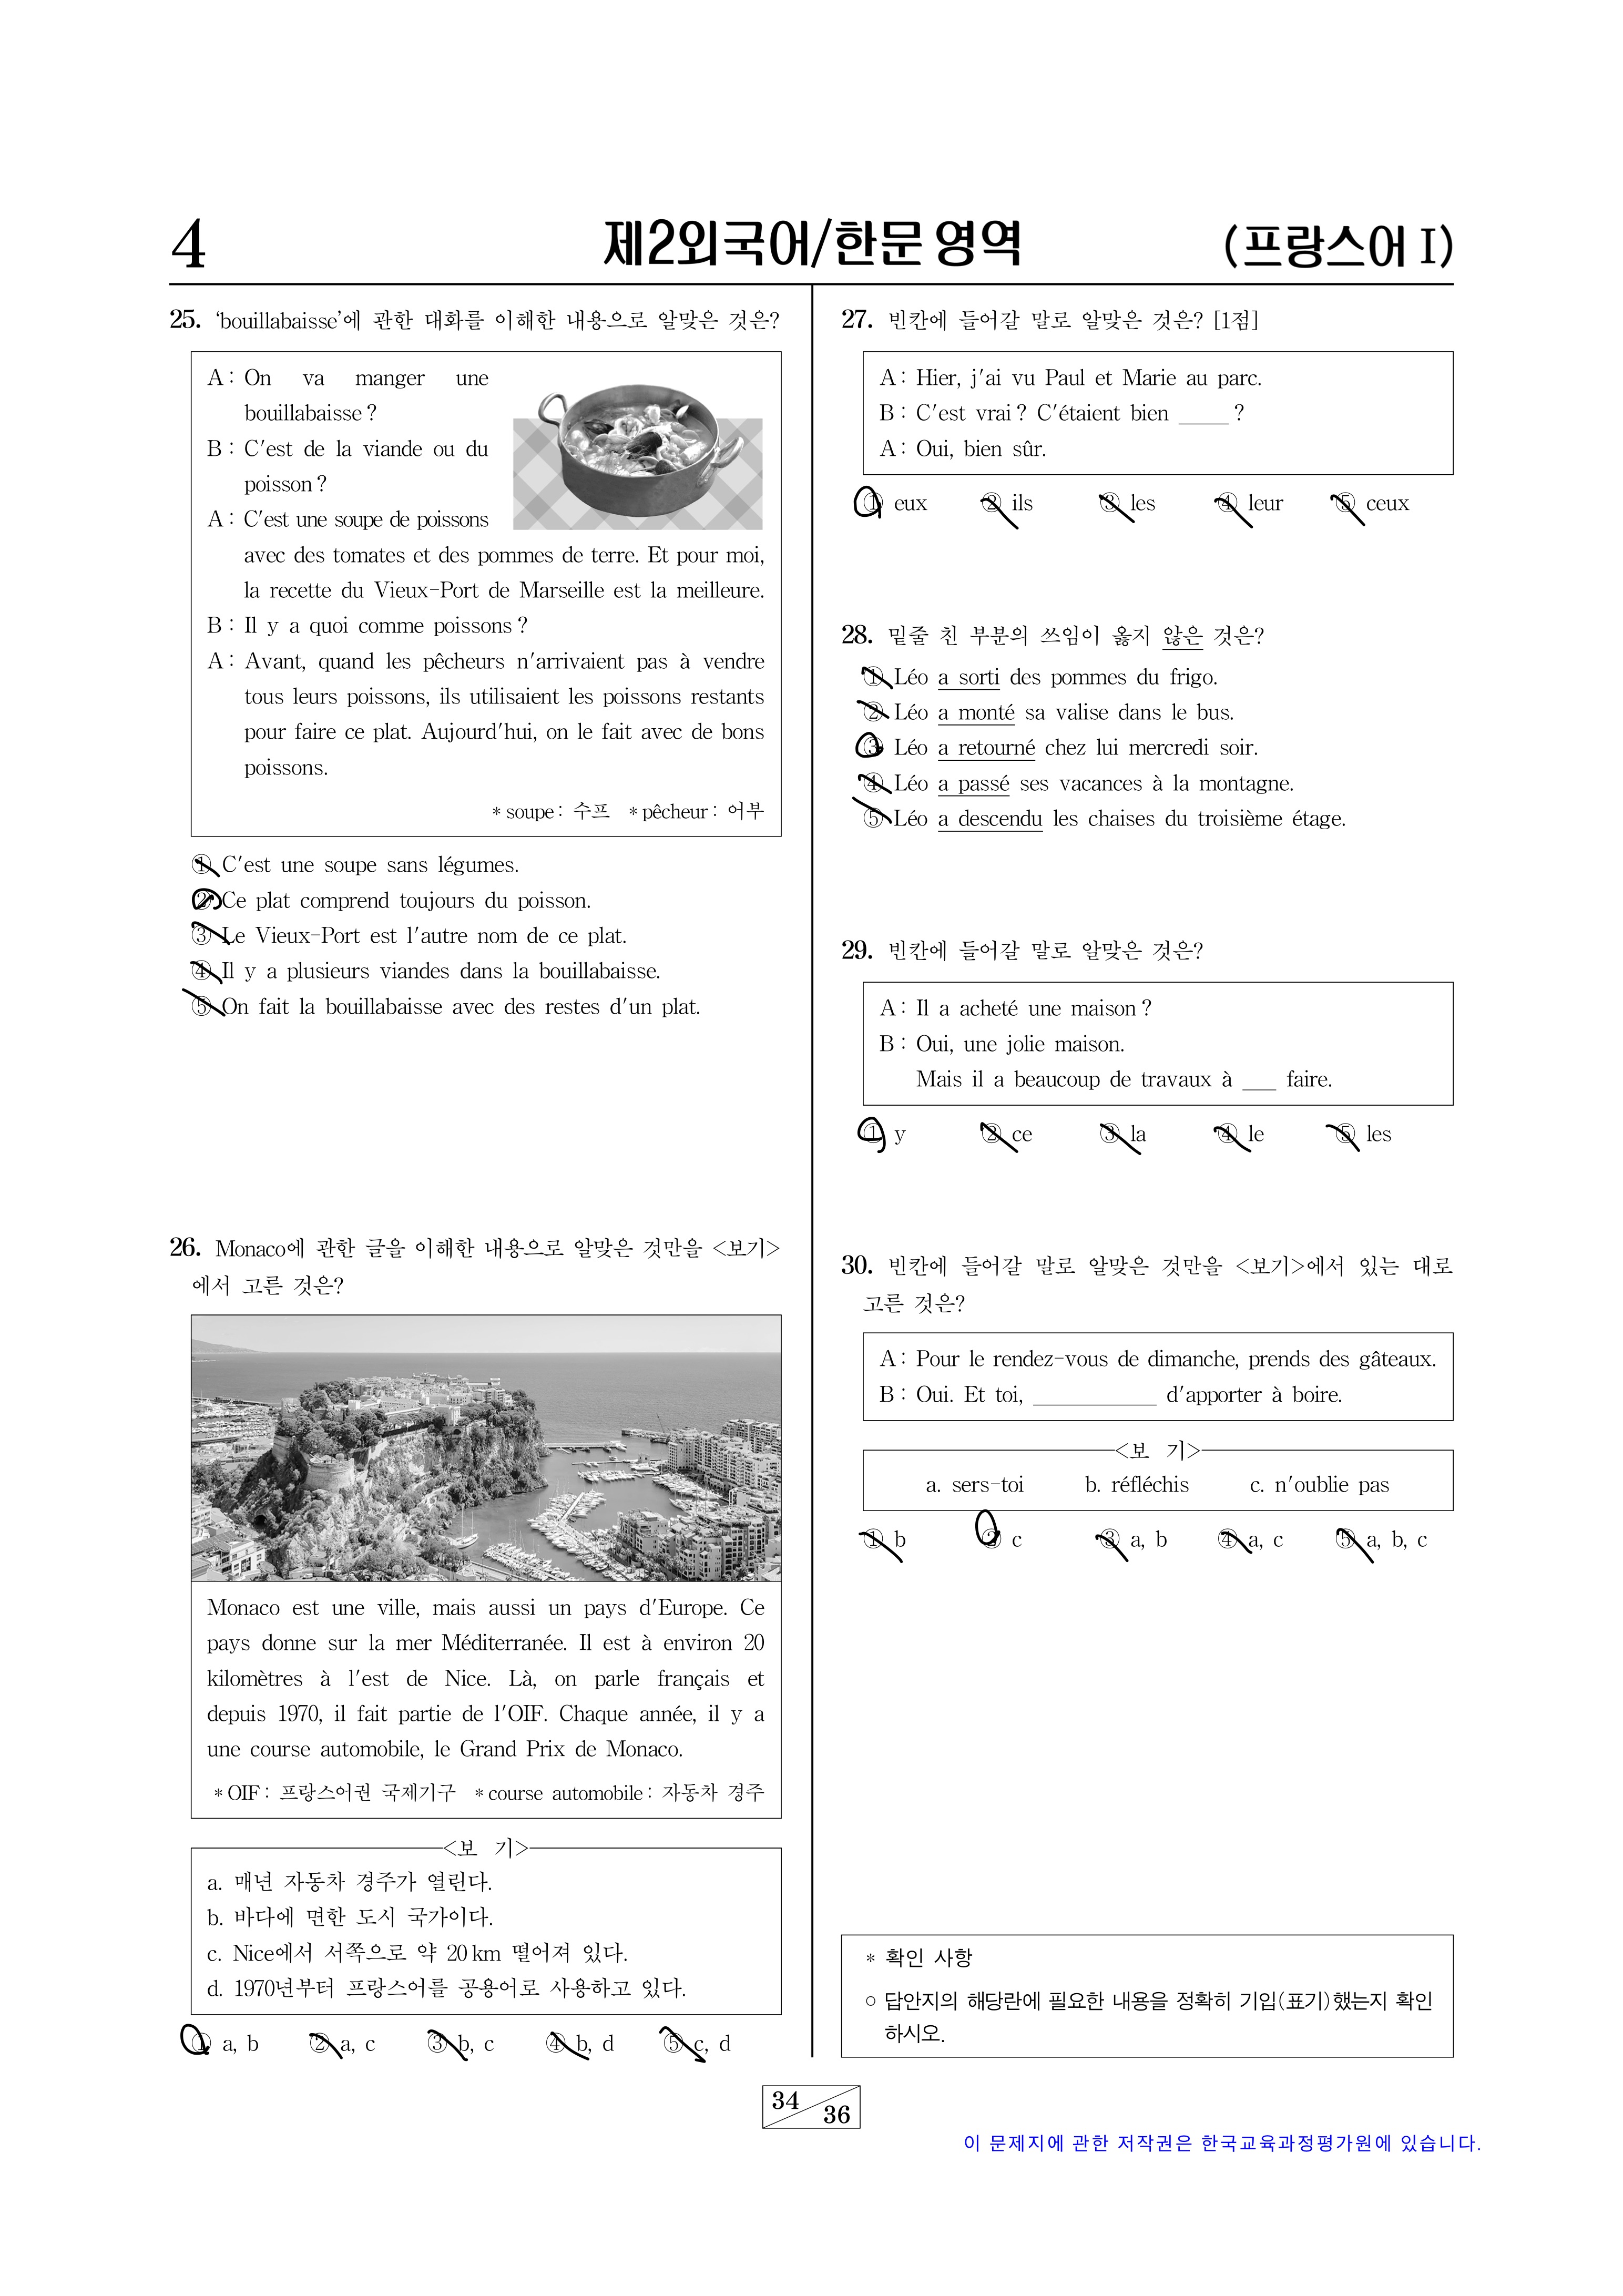 4
제2외국어/한문 영역
(프랑스어 I)
25. ‘bouillabaisse’에 관한 대화를 이해한 내용으로 알맞은 것은?
A : On va manger une
bouillabaisse ?
B : C'est de la viande ou du
poisson ?
A : C'est une soupe de poissons
avec des tomates et des pommes de terre. Et pour moi,
la recette du Vieux-Port de Marseille est la meilleure.
B : Il y a quoi comme poissons ?
A : Avant, quand les pêcheurs n'arrivaient pas à vendre
tous leurs poissons, ils utilisaient les poissons restants
pour faire ce plat. Aujourd'hui, on le fait avec de bons
poissons.
* soupe : 수프 * pêcheur : 어부
① C'est une soupe sans légumes.
② Ce plat comprend toujours du poisson.
③ Le Vieux-Port est l'autre nom de ce plat.
④ Il y a plusieurs viandes dans la bouillabaisse.
⑤ On fait la bouillabaisse avec des restes d'un plat.
26. Monaco에 관한 글을 이해한 내용으로 알맞은 것만을 <보기>
에서 고른 것은?
Monaco est une ville, mais aussi un pays d'Europe. Ce
pays donne sur la mer Méditerranée. Il est à environ 20
kilomètres à l'est de Nice. Là, on parle français et
depuis 1970, il fait partie de l'OIF. Chaque année, il y a
une course automobile, le Grand Prix de Monaco.
* OIF : 프랑스어권 국제기구 * course automobile : 자동차 경주
<보 기>
a. 매년 자동차 경주가 열린다.
b. 바다에 면한 도시 국가이다.
c. Nice에서 서쪽으로 약 20 km 떨어져 있다.
d. 1970년부터 프랑스어를 공용어로 사용하고 있다.
① a, b ② a, c ③ b, c ④ b, d ⑤ c, d
27. 빈칸에 들어갈 말로 알맞은 것은? [1점]
A : Hier, j'ai vu Paul et Marie au parc.
B : C'est vrai ? C'étaient bien ____ ?
A : Oui, bien sûr.
① eux ② ils ③ les ④ leur ⑤ ceux
28. 밑줄 친 부분의 쓰임이 옳지 않은 것은?
① Léo a sorti des pommes du frigo.
② Léo a monté sa valise dans le bus.
③ Léo a retourné chez lui mercredi soir.
④ Léo a passé ses vacances à la montagne.
⑤ Léo a descendu les chaises du troisième étage.
29. 빈칸에 들어갈 말로 알맞은 것은?
A : Il a acheté une maison ?
B : Oui, une jolie maison.
Mais il a beaucoup de travaux à ___ faire.
① y ② ce ③ la ④ le ⑤ les
30. 빈칸에 들어갈 말로 알맞은 것만을 <보기>에서 있는 대로
고른 것은?
A : Pour le rendez-vous de dimanche, prends des gâteaux.
B : Oui. Et toi, ___________ d'apporter à boire.
<보 기>
a. sers-toi b. réfléchis c. n'oublie pas
① b ② c ③ a, b ④ a, c ⑤ a, b, c
* 확인 사항
○ 답안지의 해당란에 필요한 내용을 정확히 기입(표기)했는지 확인
하시오.
34
36
이 문제지에 관한 저작권은 한국교육과정평가원에 있습니다.